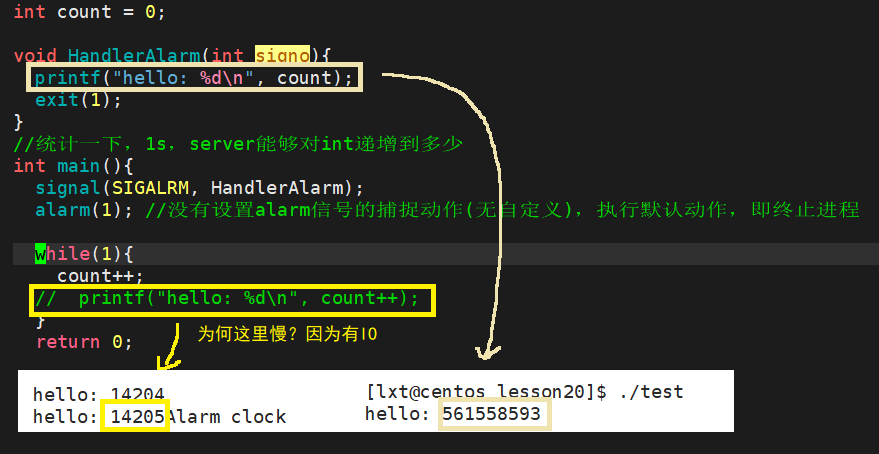 int count = 0;
void HandlerAlarm(int signo){
printf("hello: %d\n", count);
exit(1);
}
//统计一下，1s，server能够对int递增到多少
int main(){
signal(SIGALRM, HandlerAlarm);
alarm(1); //没有设置alarm信号的捕捉动作(无自定义)，执行默认动作，即终止进程
while(1){
count++;
//  printf("hello: %d\n", count++);
}
为何这里慢？因为有IO
return 0;
hello: 14204
hello: 14205Alarm clock
[lxt@centos lesson20]$ ./test
hello: 561558593